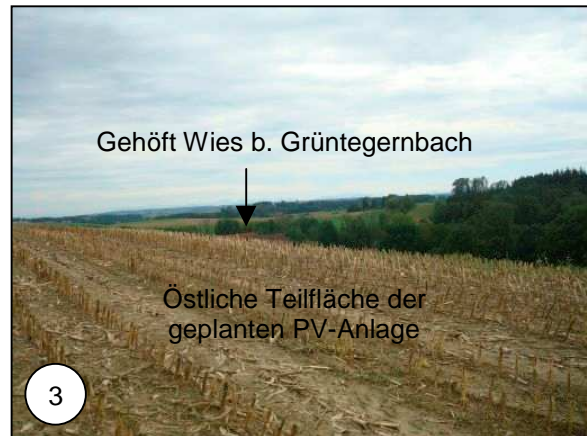 Gehöft Wies b. Grüntegernbach
Östliche Teilfläche der
geplanten PV-Anlage
3